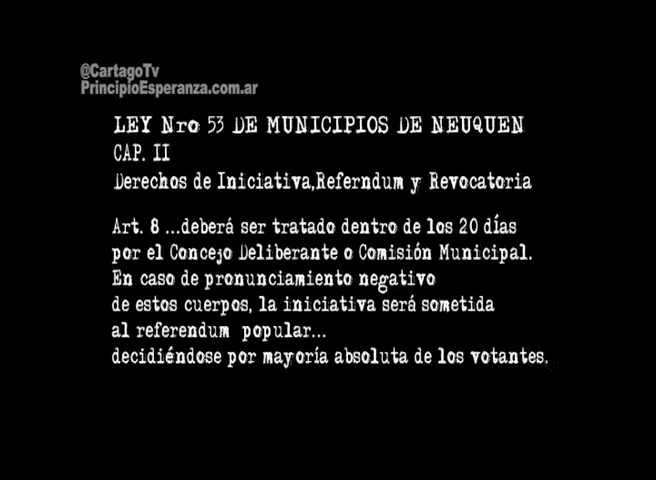 @CartagoTv
PrincipioEsperanza.com.ar
LEY Nro 53 DE MUNICIPIOS DE NEUQUEN
CAP. II
Derechos de Iniciativa,Referndum y Revocatoria
Art. 8 ...deberá ser tratado dentro de los 20 días
por el Concejo Deliberante o Comisión Municipal.
En caso de pronunciamiento negativo
de estos cuerpos, la iniciativa será sometida
al referendum popular...
decidiéndose por mayoría absoluta de los votantes.